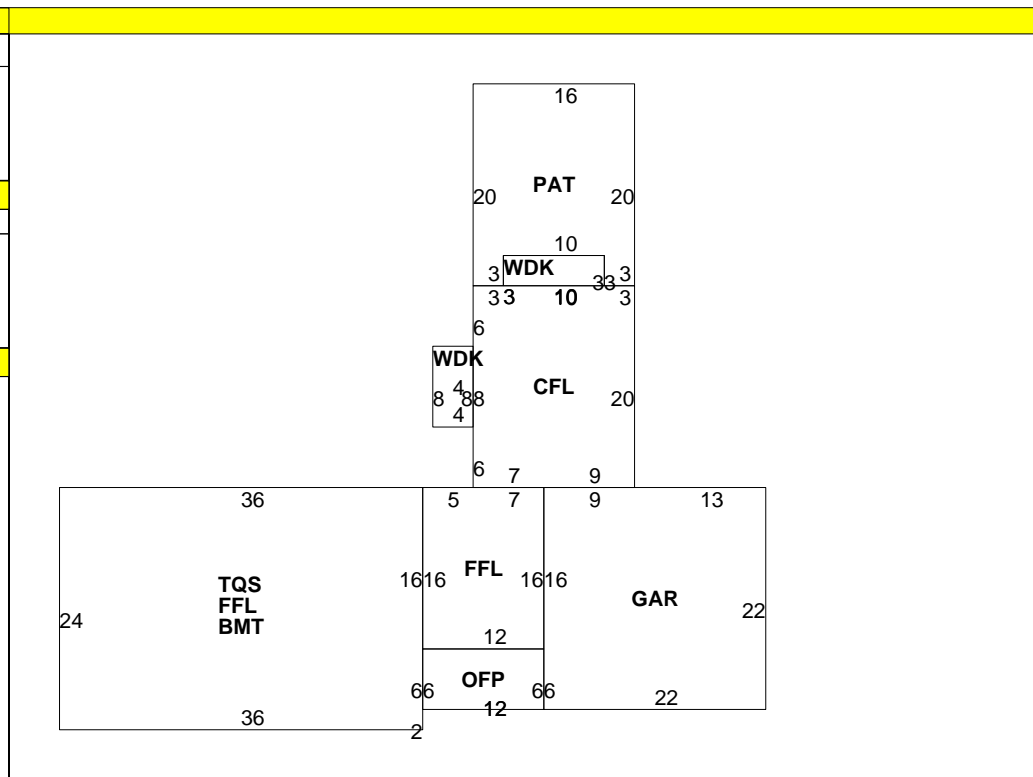 16
PAT
20 20
10
WDK
3 33 3
3 3 10 3
6
WDK
4
8 88 CFL 20
4
6 7 9
36 5 7 9 13
FFL
1616 1616
TQS
FFL
BMT
GAR
24 22
12
OFP
66 66
12 22
36
2